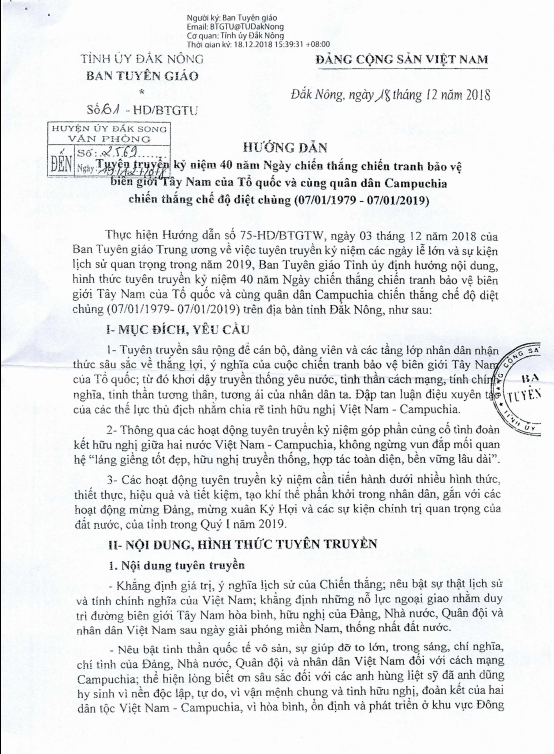 Người ký: Ban Tuyên giáo
Email: BTGTU@TUDakNong
Cơ quan: Tỉnh ủy Đắk Nông
Thời gian ký: 18.12.2018 15:39:31 +08:00
TỈNH ỦY ĐẮK NÔNG
BAN TUYÊN GIÁO
*
Số 61 - HD/BTGTU
ĐẢNG CỘNG SẢN VIỆT NAM
Đắk Nông, ngày 18 tháng 12 năm 2018
HUYỆN ỦY ĐẮK SONG
VĂN PHÒNG
ĐẾN
Số: 2569
Ngày
HƯỚNG DẪN
Tuyên truyền kỷ niệm 40 năm Ngày chiến thắng chiến tranh bảo vệ
biên giới Tây Nam của Tổ quốc và cùng quân dân Campuchia
chiến thắng chế độ diệt chủng (07/01/1979 - 07/01/2019)
Thực hiện Hướng dẫn số 75-HD/BTGTW, ngày 03 tháng 12 năm 2018 của
Ban Tuyên giáo Trung ương về việc tuyên truyền kỷ niệm các ngày lễ lớn và sự kiện
lịch sử quan trọng trong năm 2019, Ban Tuyên giáo Tỉnh ủy định hướng nội dung,
hình thức tuyên truyền kỷ niệm 40 năm Ngày chiến thắng chiến tranh bảo vệ biên
giới Tây Nam của Tổ quốc và cùng quân dân Campuchia chiến thắng chế độ diệt
chủng (07/01/1979- 07/01/2019) trên địa bàn tỉnh Đắk Nông, như sau:
I- MỤC ĐÍCH, YÊU CẦU
1- Tuyên truyền sâu rộng để cán bộ, đảng viên và các tầng lớp nhân dân nhận
thức sâu sắc về thắng lợi, ý nghĩa của cuộc chiến tranh bảo vệ biên giới Tây Nam
của Tổ quốc; từ đó khơi dậy truyền thống yêu nước, tinh thần cách mạng, tính chính
nghĩa, tinh thần tương thân, tương ái của nhân dân ta. Đập tan luận điệu xuyên tạc
của các thế lực thù địch nhằm chia rẽ tình hữu nghị Việt Nam - Campuchia.
BA
TUYÊN
2- Thông qua các hoạt động tuyên truyền kỷ niệm góp phần củng cố tình đoàn
kết hữu nghị giữa hai nước Việt Nam - Campuchia, không ngừng vun đắp mối quan
hệ “láng giềng tốt đẹp, hữu nghị truyền thống, hợp tác toàn diện, bền vững lâu dài”.
3- Các hoạt động tuyên truyền kỷ niệm cần tiến hành dưới nhiều hình thức,
thiết thực, hiệu quả và tiết kiệm, tạo khí thế phấn khởi trong nhân dân, gắn với các
hoạt động mừng Đảng, mừng xuân Kỷ Hợi và các sự kiện chính trị quan trọng của
đất nước, của tỉnh trong Quý I năm 2019.
II- NỘI DUNG, HÌNH THỨC TUYÊN TRUYỀN
1. Nội dung tuyên truyền
- Khẳng định giá trị, ý nghĩa lịch sử của Chiến thắng; nêu bật sự thật lịch sử
và tính chính nghĩa của Việt Nam; khẳng định những nỗ lực ngoại giao nhằm duy
trì đường biên giới Tây Nam hòa bình, hữu nghị của Đảng, Nhà nước, Quân đội và
nhân dân Việt Nam sau ngày giải phóng miền Nam, thống nhất đất nước.
- Nêu bật tinh thần quốc tế vô sản, sự giúp đỡ to lớn, trong sáng, chí nghĩa,
chí tình của Đảng, Nhà nước, Quân đội và nhân dân Việt Nam đối với cách mạng
Campuchia; thể hiện lòng biết ơn sâu sắc đối với các anh hùng liệt sỹ đã anh dũng
hy sinh vì nền độc lập, tự do, vì vận mệnh chung và tình hữu nghị, đoàn kết của hai
dân tộc Việt Nam - Campuchia, vì hòa bình, ổn định và phát triển ở khu vực Đông